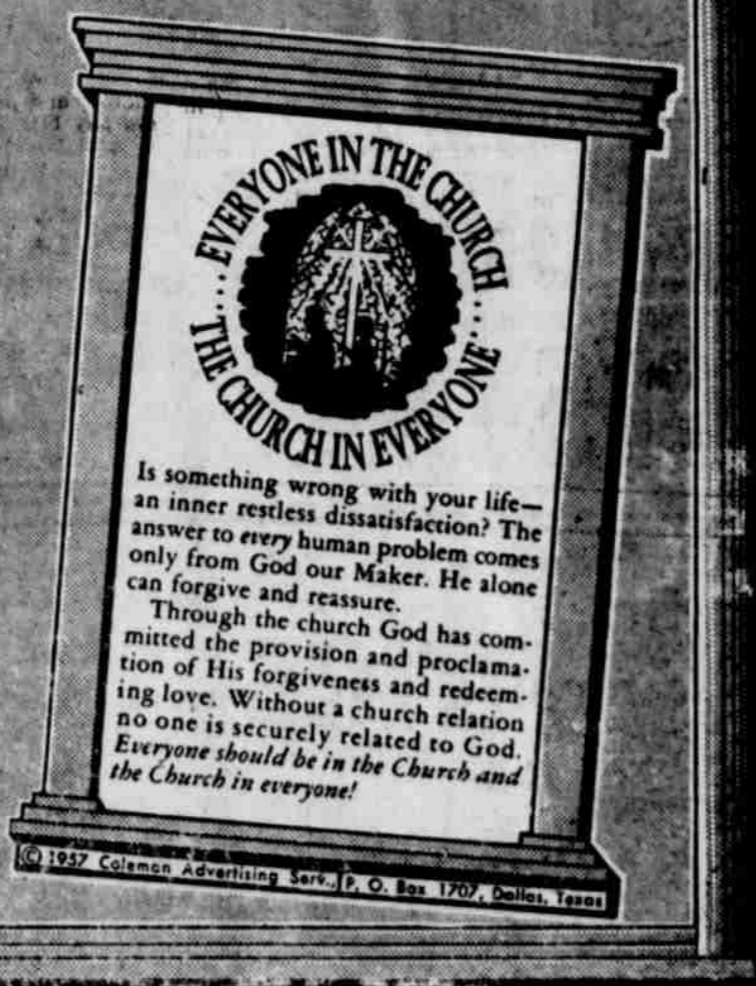 EVERYONE IN THE CHURCH....
THE CHURCH IN EVERYONE....
Is something wrong with your life—
an inner restless dissatisfaction? The
answer to every human problem comes
only from God our Maker. He alone
can forgive and reassure.
Through the church God has com-
mitted the provision and proclama-
tion of His forgiveness and redeem-
ing love. Without a church relation
no one is securely related to God.
Everyone should be in the Church and
the Church in everyone!
© 1957 Coleman Advertising Serv., P. O. Box 1707, Dallas, Texas